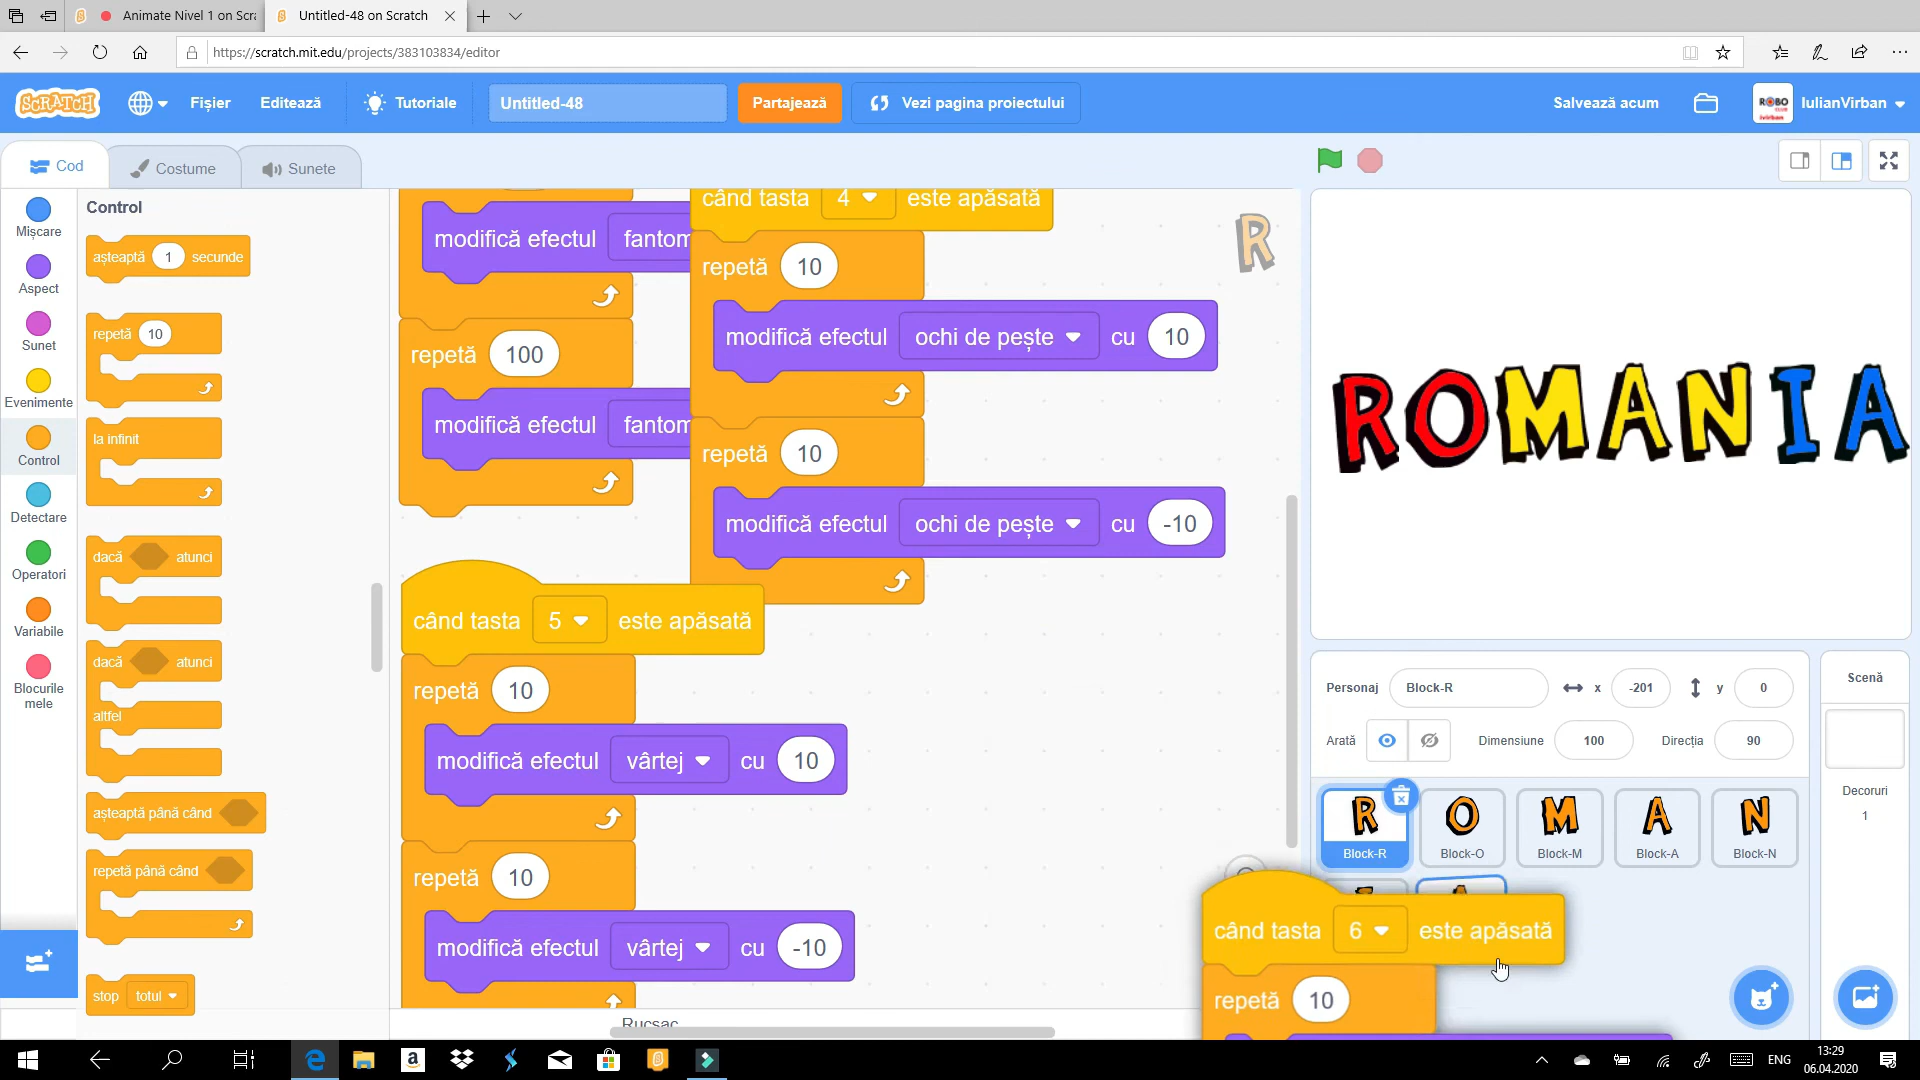 Animate Nivel 1 on Scra
Untitled-48 on Scratch
https://scratch.mit.edu/projects/383103834/editor
SCRATCH
Fișier
Editează
Tutoriale
Untitled-48
Partajează
Vezi pagina proiectului
Salvează acum
ROBO
IulianVirban
Cod
Costume
Sunete
Mișcare
Aspect
Sunet
Evenimente
Control
Detectare
Operatori
Variabile
Blocurile
mele
Control
așteaptă 1 secunde
repetă 10
la infinit
dacă atunci
dacă atunci
altfel
așteaptă până când
repetă până când
stop totul
modifică efectul fantom
repetă 100
modifică efectul fantom
când tasta 4 este apăsată
repetă 10
modifică efectul ochi de pește cu 10
repetă 10
modifică efectul ochi de pește cu -10
când tasta 5 este apăsată
repetă 10
modifică efectul vârtej cu 10
repetă 10
modifică efectul vârtej cu -10
Rucsac
R
ROMANIA
Personaj Block-R x -201 y 0
Arată Dimensiune 100 Direcția 90
R O M A N
Block-R Block-O Block-M Block-A Block-N
când tasta 6 este apăsată
repetă 10
Scenă
Decoruri
1
ENG
13:29
06.04.2020